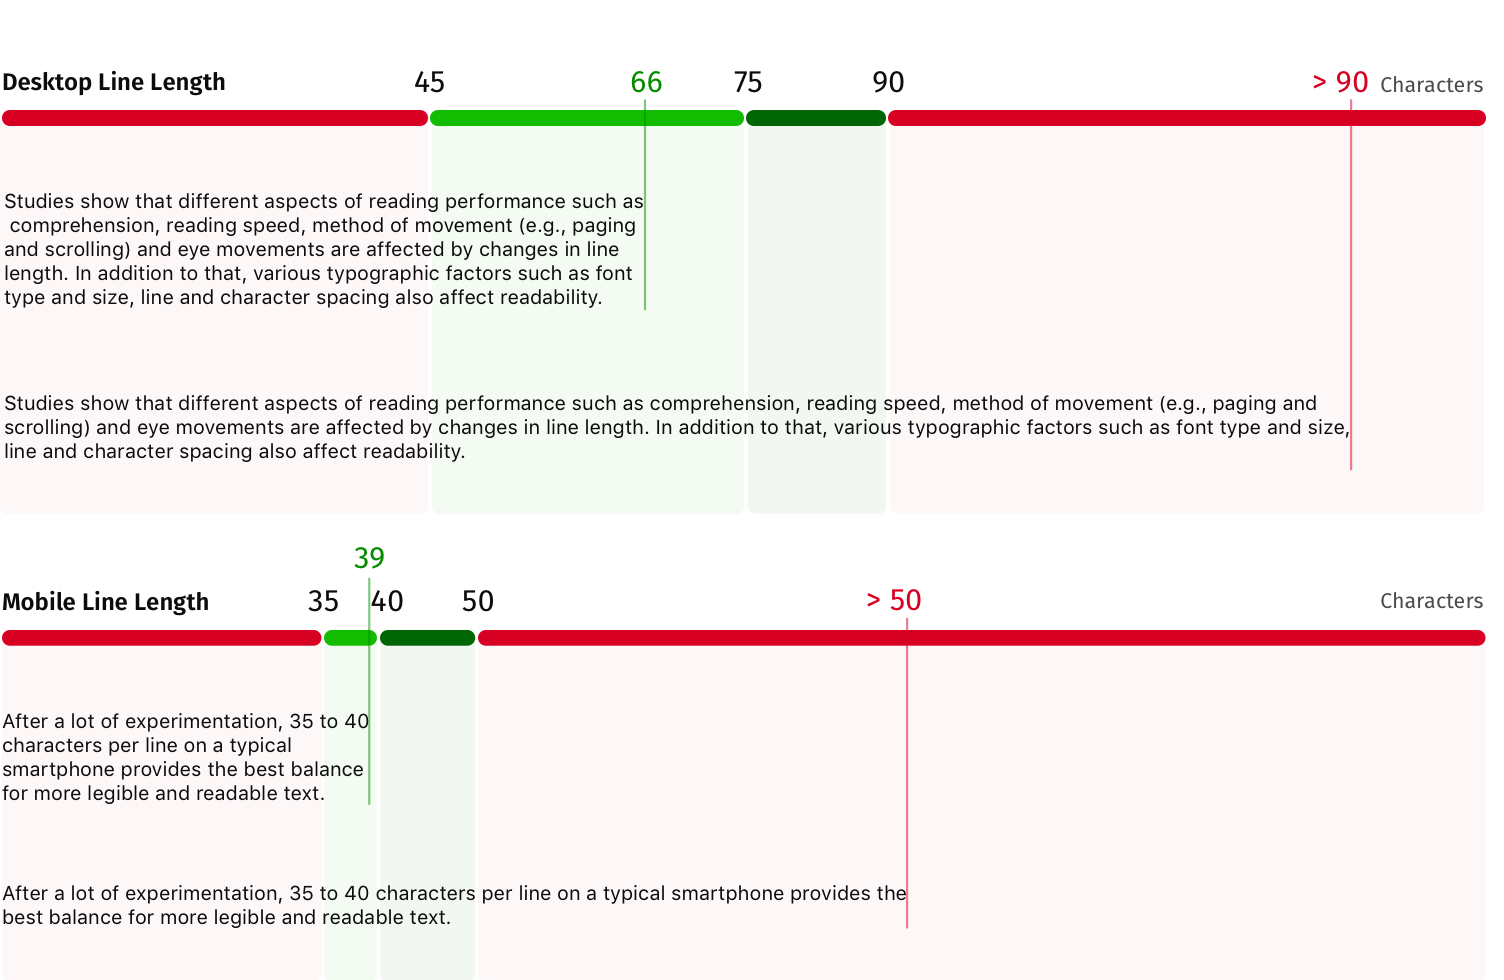 Desktop Line Length 45 66 75 90 > 90 Characters
Studies show that different aspects of reading performance such as
comprehension, reading speed, method of movement (e.g., paging
and scrolling) and eye movements are affected by changes in line
length. In addition to that, various typographic factors such as font
type and size, line and character spacing also affect readability.
Studies show that different aspects of reading performance such as comprehension, reading speed, method of movement (e.g., paging and
scrolling) and eye movements are affected by changes in line length. In addition to that, various typographic factors such as font type and size,
line and character spacing also affect readability.
39
Mobile Line Length 35 40 50 > 50 Characters
After a lot of experimentation, 35 to 40
characters per line on a typical
smartphone provides the best balance
for more legible and readable text.
After a lot of experimentation, 35 to 40 characters per line on a typical smartphone provides the
best balance for more legible and readable text.